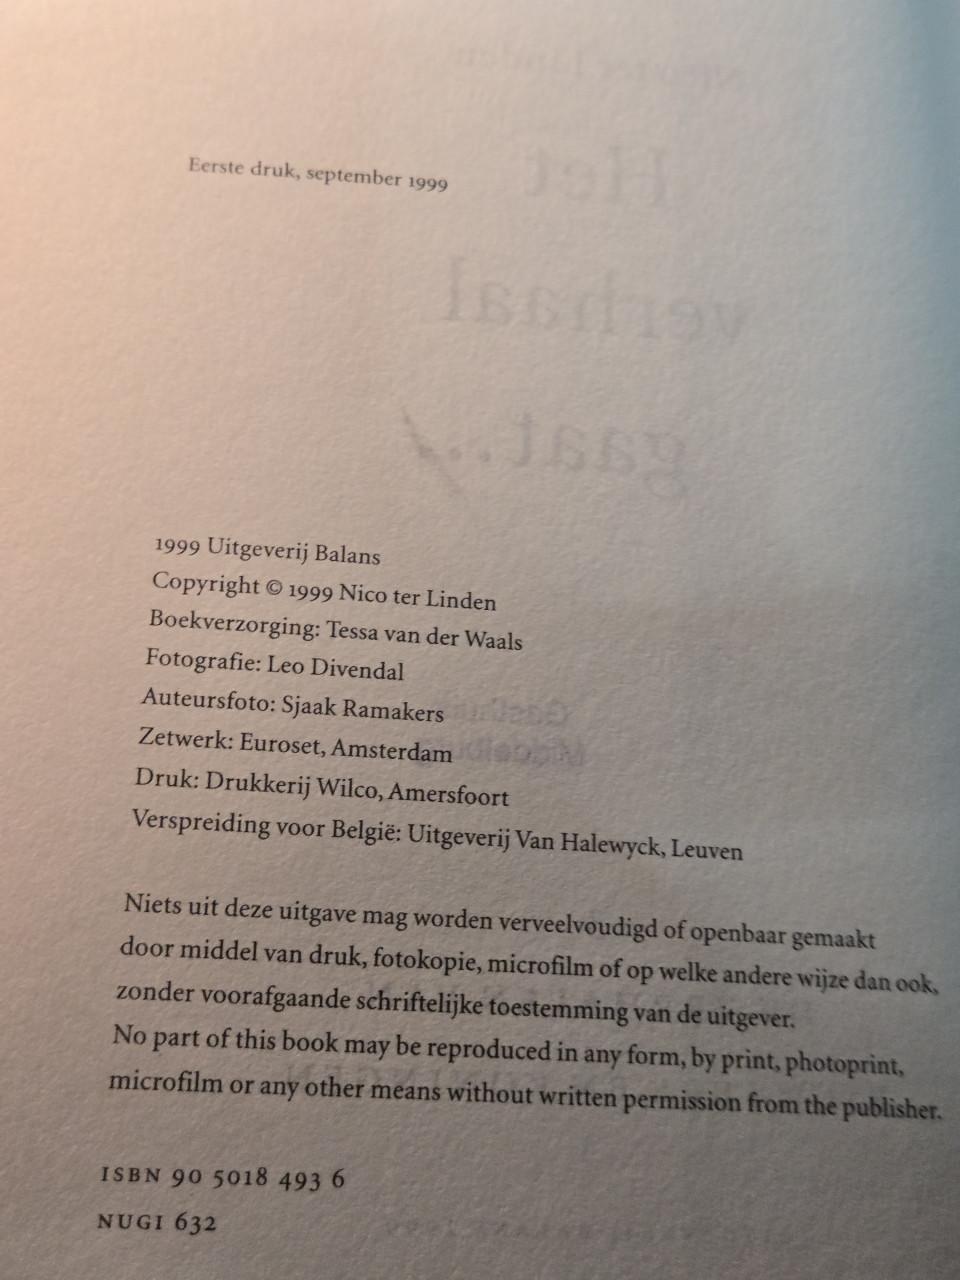 Eerste druk, september 1999
Het
verhaal
gaat...
1999 Uitgeverij Balans
Copyright © 1999 Nico ter Linden
Boekverzorging: Tessa van der Waals
Fotografie: Leo Divendal
Auteursfoto: Sjaak Ramakers
Zetwerk: Euroset, Amsterdam
Druk: Drukkerij Wilco, Amersfoort
Verspreiding voor België: Uitgeverij Van Halewyck, Leuven
Niets uit deze uitgave mag worden verveelvoudigd of openbaar gemaakt
door middel van druk, fotokopie, microfilm of op welke andere wijze dan ook,
zonder voorafgaande schriftelijke toestemming van de uitgever.
No part of this book may be reproduced in any form, by print, photoprint,
microfilm or any other means without written permission from the publisher.
ISBN 90 5018 493 6
NUGI 632